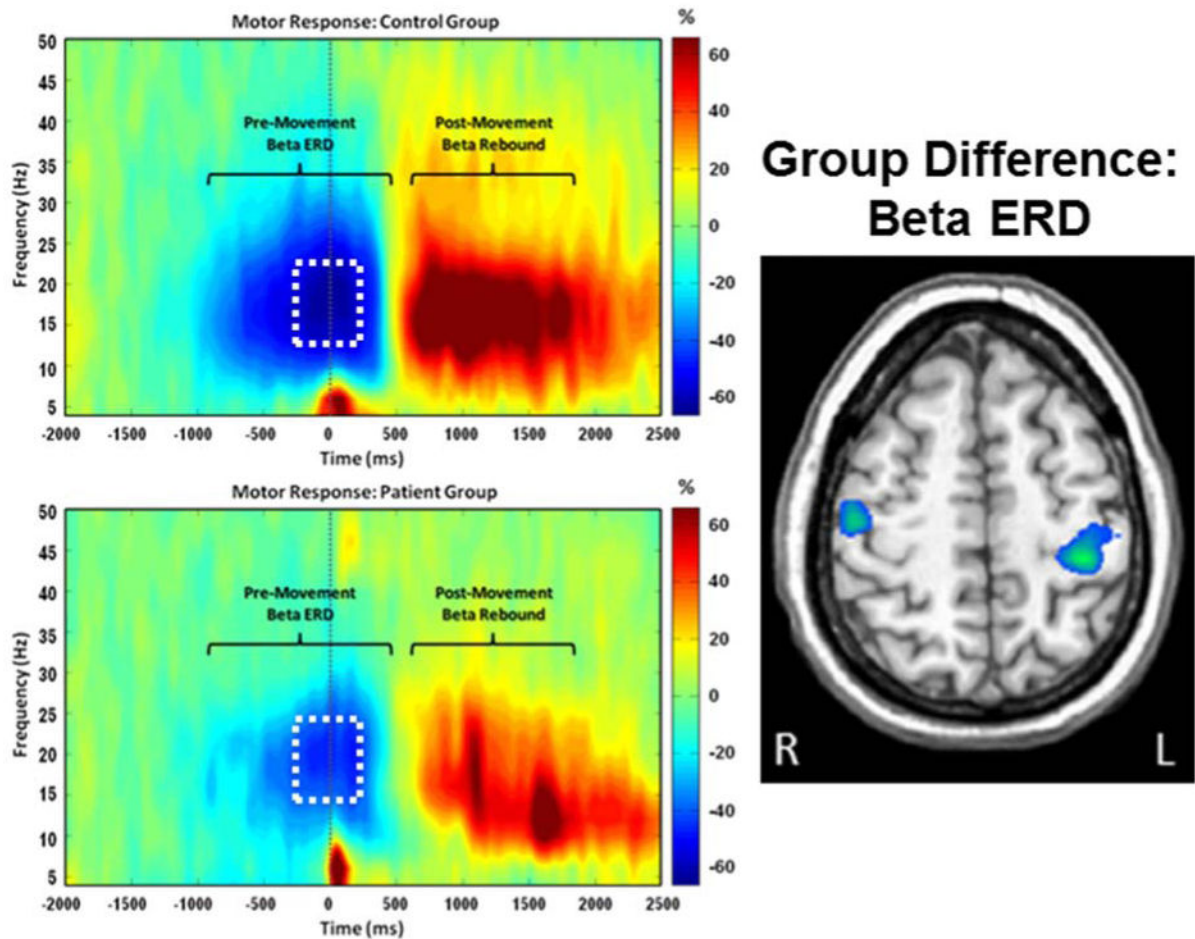 Motor Response: Control Group
%
50
45
40
35
30
25
20
15
10
5
Frequency (Hz)
Pre-Movement
Beta ERD
Post-Movement
Beta Rebound
60
40
20
0
-20
-40
-60
-2000 -1500 -1000 -500 0 500 1000 1500 2000 2500
Time (ms)
Motor Response: Patient Group
%
50
45
40
35
30
25
20
15
10
5
Frequency (Hz)
Pre-Movement
Beta ERD
Post-Movement
Beta Rebound
60
40
20
0
-20
-40
-60
-2000 -1500 -1000 -500 0 500 1000 1500 2000 2500
Time (ms)
Group Difference:
Beta ERD
R L